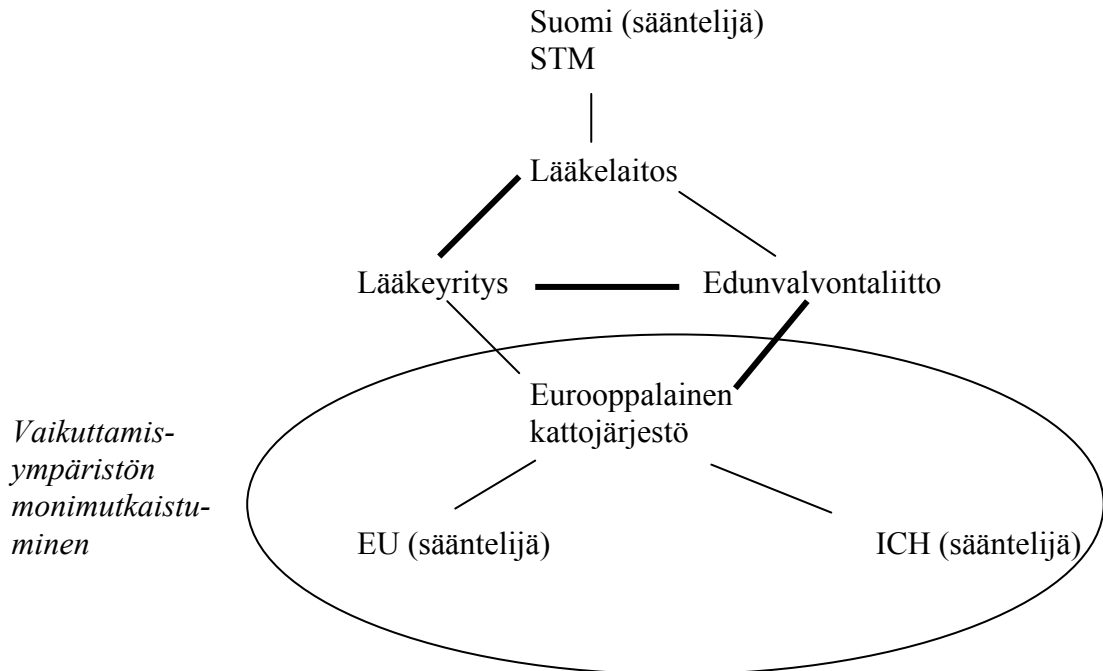 Suomi (sääntelijä)
STM
Lääkelaitos
Lääkeyritys
Edunvalvontaliitto
Eurooppalainen
kattojärjestö
Vaikuttamis-
ympäristön
monimutkaistu-
minen
EU (sääntelijä)
ICH (sääntelijä)